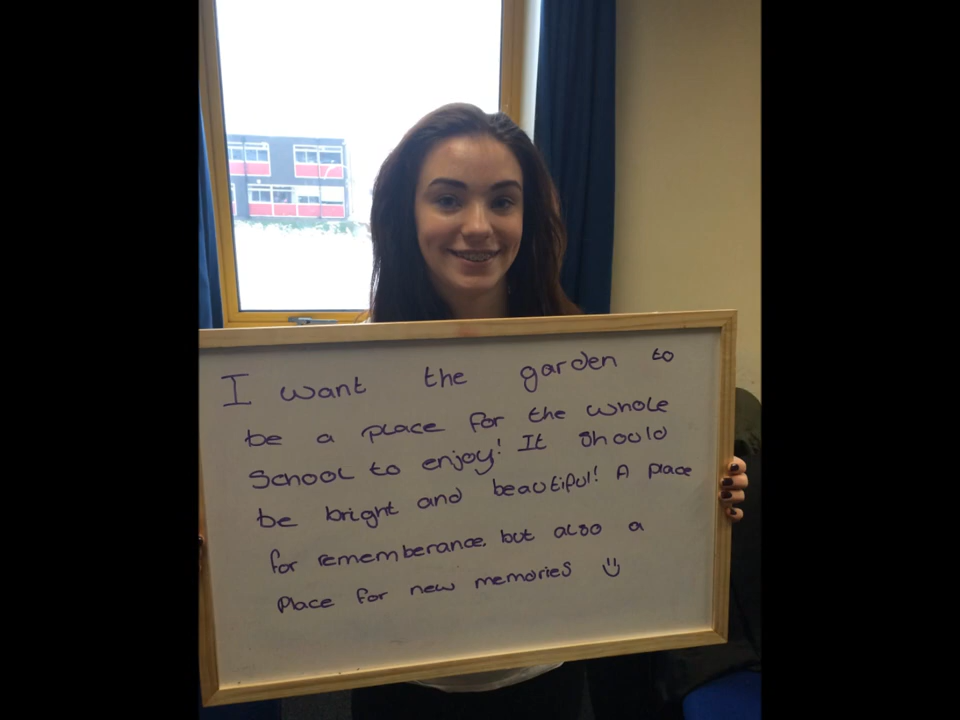 I want the garden to
be a place for the whole
School to enjoy! It should
be bright and beautiful! A place
for rememberance. but also a
Place for new memories